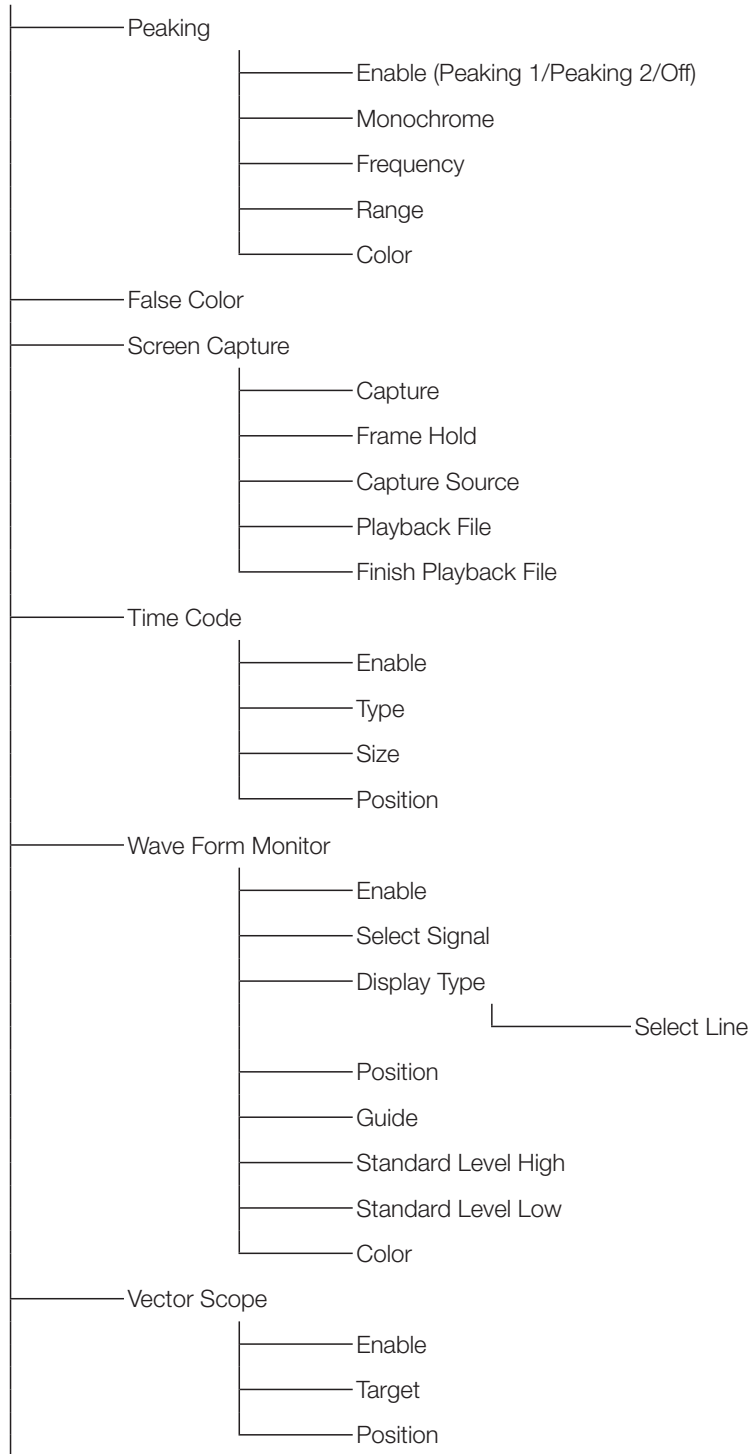 Peaking
Enable (Peaking 1/Peaking 2/Off)
Monochrome
Frequency
Range
Color
False Color
Screen Capture
Capture
Frame Hold
Capture Source
Playback File
Finish Playback File
Time Code
Enable
Type
Size
Position
Wave Form Monitor
Enable
Select Signal
Display Type
Select Line
Position
Guide
Standard Level High
Standard Level Low
Color
Vector Scope
Enable
Target
Position